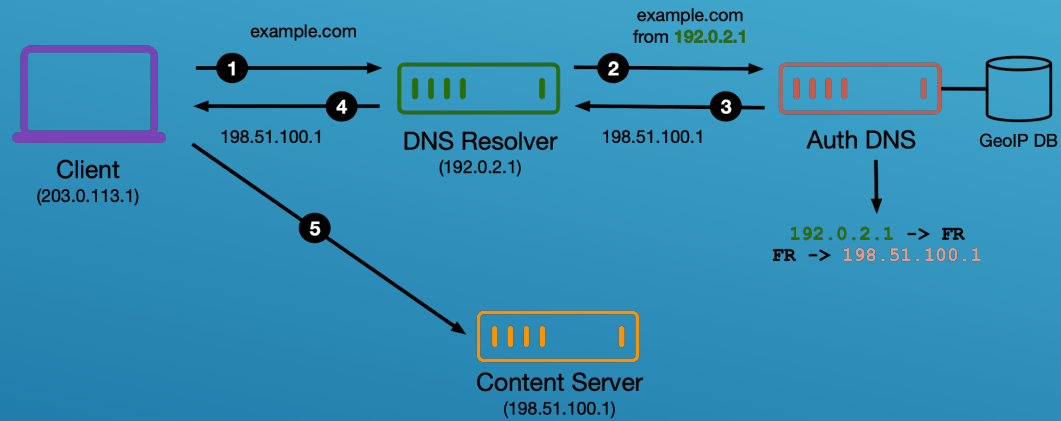 example.com
1
4
198.51.100.1
Client
(203.0.113.1)
DNS Resolver
(192.0.2.1)
example.com
from 192.0.2.1
2
3
198.51.100.1
Auth DNS
GeoIP DB
192.0.2.1 -> FR
FR -> 198.51.100.1
5
Content Server
(198.51.100.1)